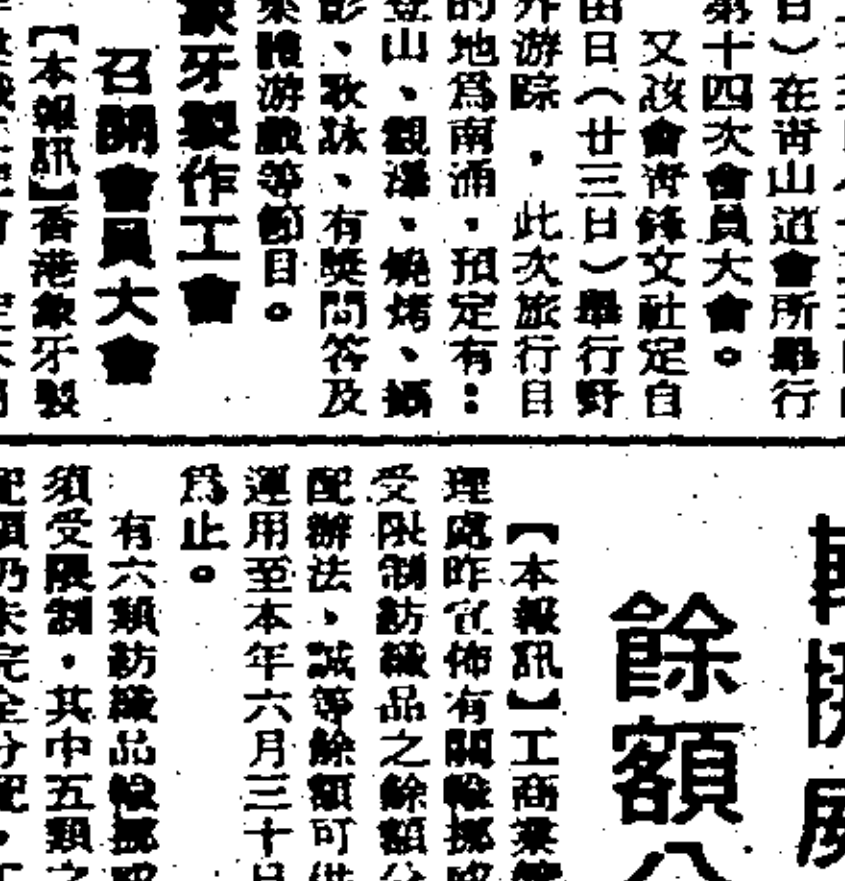 日）在青山道會所舉行
第十四次會員大會。
又該會青鋒文社定自
日（廿三日）舉行野
外游踪，此次旅行目
的地爲南涌，預定有：
登山、觀瀑、燒烤、攝
影、歌詠、有獎問答及
集體游戲等節目。
象牙製作工會
召開會員大會
【本報訊】香港象牙製
餘額
【本報訊】工商業
理處昨宣佈有關輸挪
受限制紡織品之餘額分
配辦法，誠等餘額可供
運用至本年六月三十日
爲止。
有六類紡織品輸挪
須受限制，其中五類之
配額仍未完全分配，